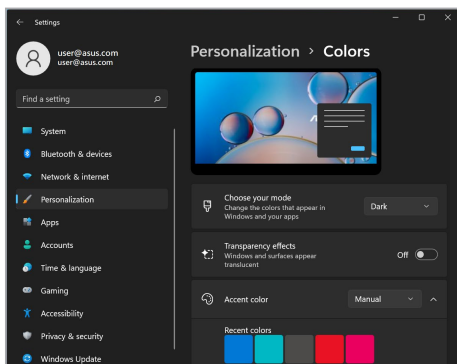 Settings
user@asus.com
user@asus.com
Find a setting
System
Bluetooth & devices
Network & internet
Personalization
Apps
Accounts
Time & language
Gaming
Accessibility
Privacy & security
Windows Update
Personalization > Colors
Choose your mode
Change the colors that appear in
Windows and your apps
Dark
Transparency effects
Windows and surfaces appear
translucent
Off
Accent color
Manual
Recent colors